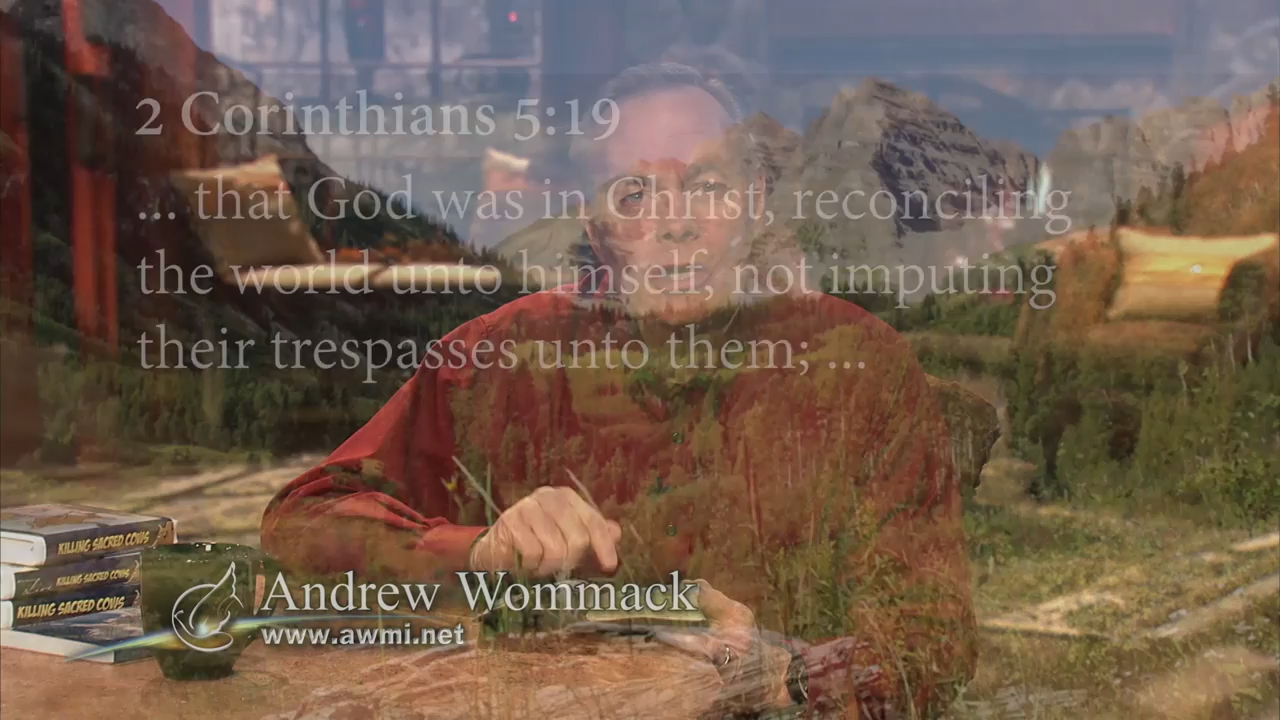 2 Corinthians 5:19
... that God was in Christ, reconciling
the world unto himself, not imputing
their trespasses unto them; ...
KILLING SACRED COWS
KILLING SACRED COWS
KILLING SACRED COWS
Andrew Wommack
www.awmi.net